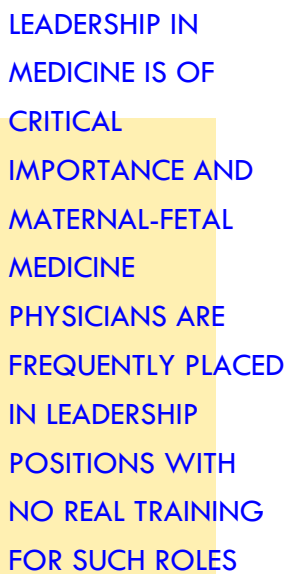 LEADERSHIP IN
MEDICINE IS OF
CRITICAL
IMPORTANCE AND
MATERNAL-FETAL
MEDICINE
PHYSICIANS ARE
FREQUENTLY PLACED
IN LEADERSHIP
POSITIONS WITH
NO REAL TRAINING
FOR SUCH ROLES